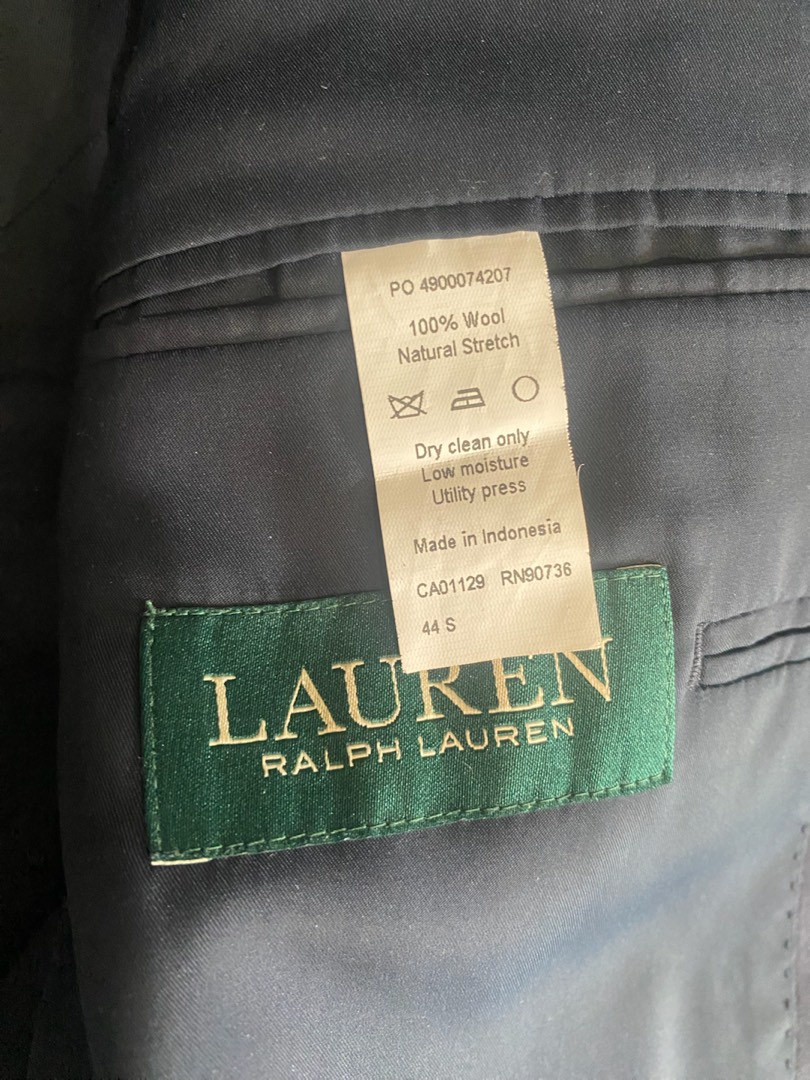 PO 4900074207
100% Wool
Natural Stretch
Dry clean only
Low moisture
Utility press
Made in Indonesia
CA01129 RN90736
44 S
LAUREN
RALPH LAUREN